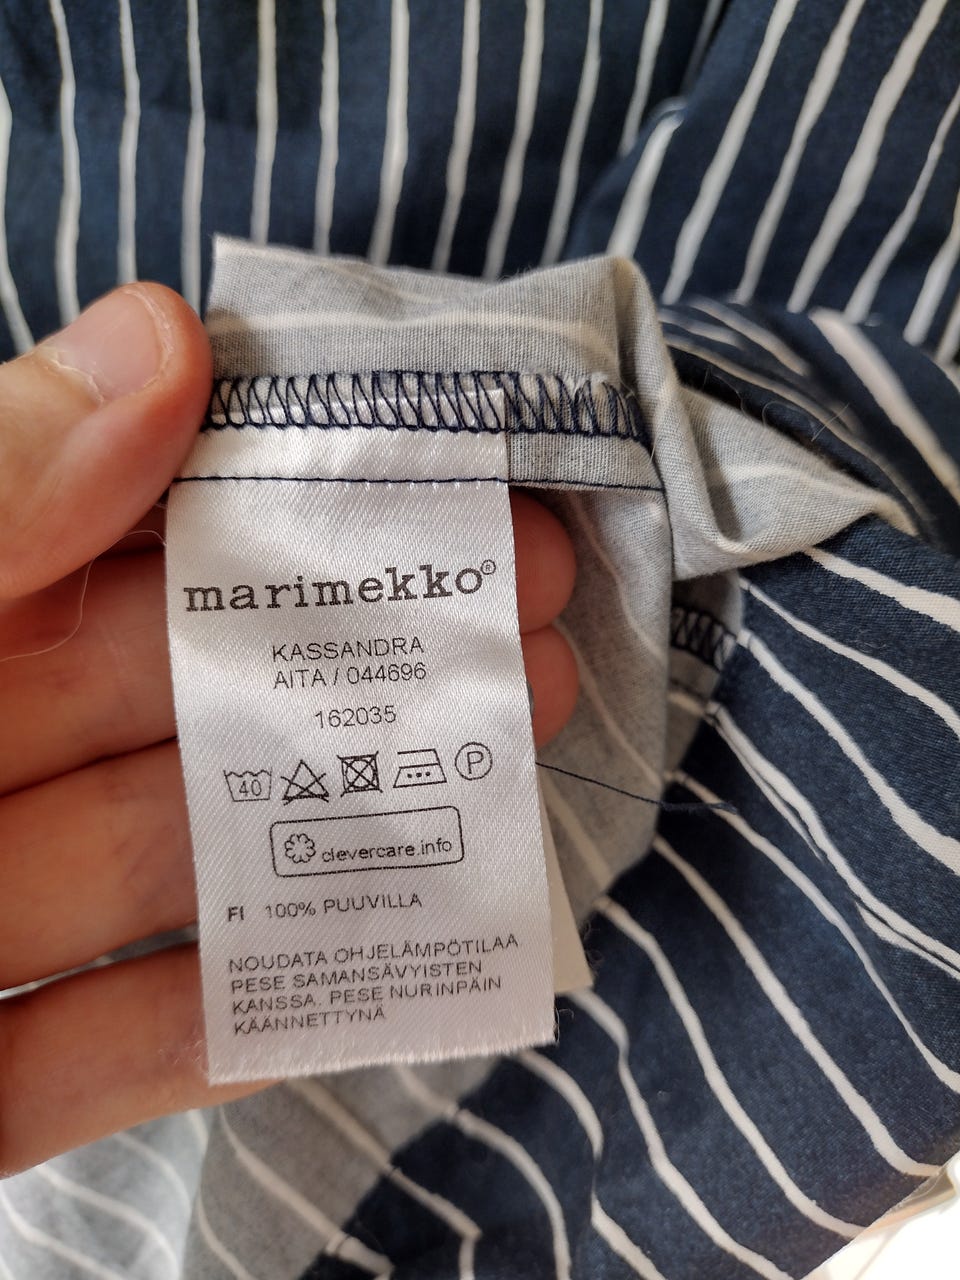 marimekko®
KASSANDRA
AITA / 044696
162035
40 P
clevercare.info
FI 100% PUUVILLA
NOUDATA OHJELÄMPÖTILAA
PESE SAMANSÄVYISTEN
KANSSA. PESE NURINPÄIN
KÄÄNNETTYNÄ